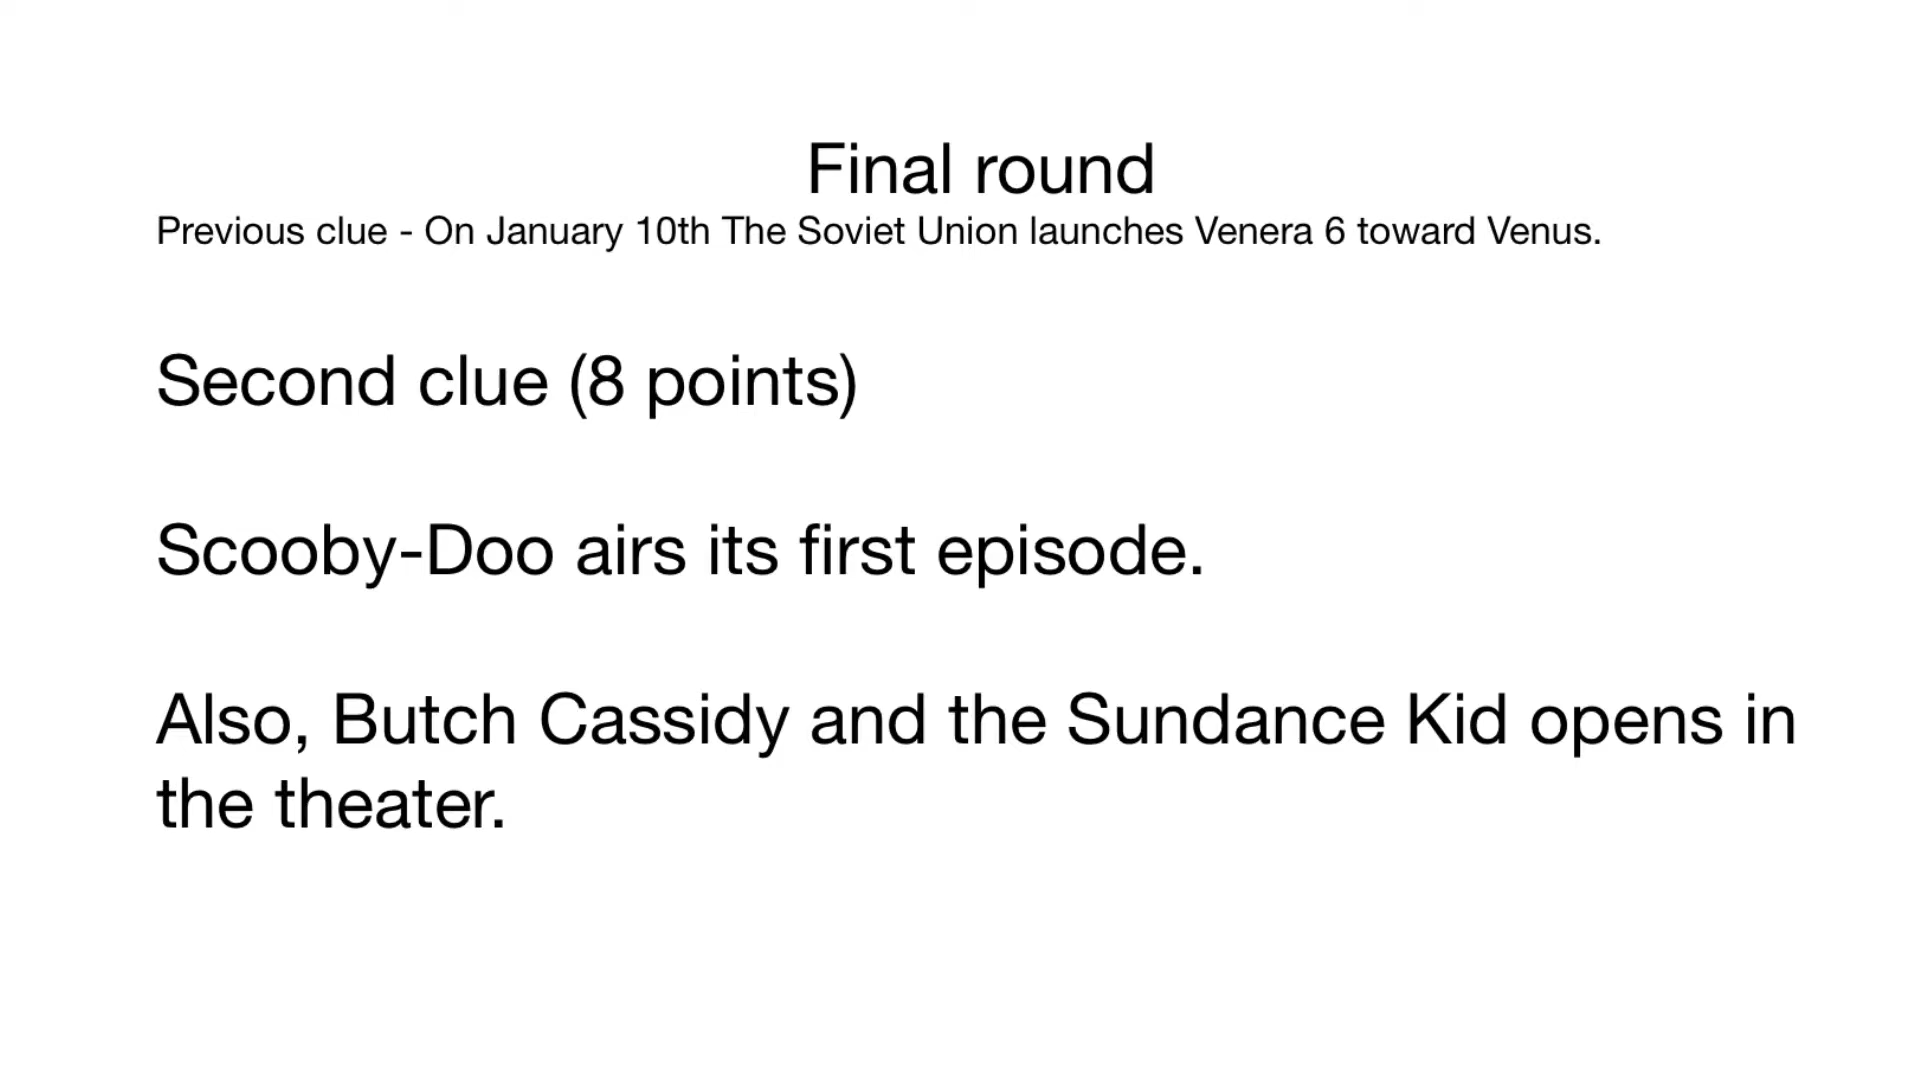 Final round
Previous clue - On January 10th The Soviet Union launches Venera 6 toward Venus.
Second clue (8 points)
Scooby-Doo airs its first episode.
Also, Butch Cassidy and the Sundance Kid opens in
the theater.